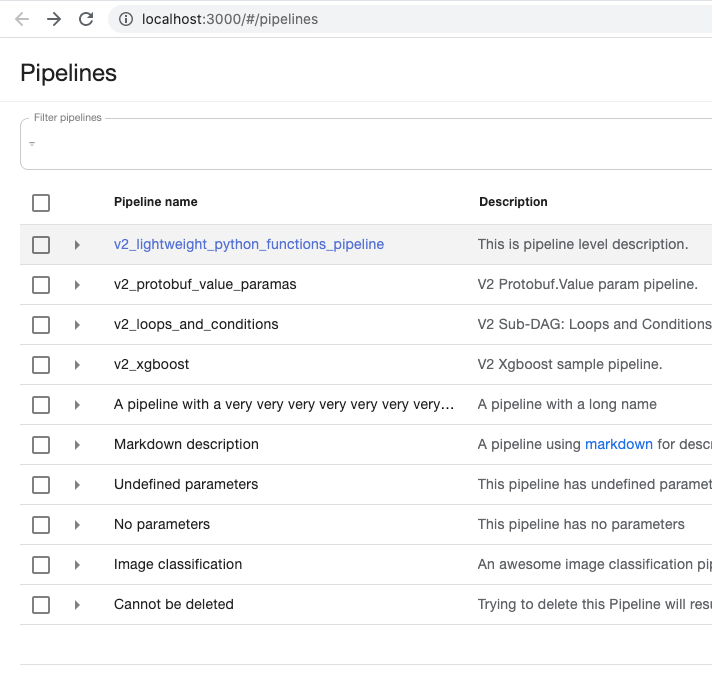 localhost:3000/#/pipelines
Pipelines
Filter pipelines
Pipeline name Description
v2_lightweight_python_functions_pipeline This is pipeline level description.
v2_protobuf_value_paramas V2 Protobuf.Value param pipeline.
v2_loops_and_conditions V2 Sub-DAG: Loops and Conditions
v2_xgboost V2 Xgboost sample pipeline.
A pipeline with a very very very very very very very… A pipeline with a long name
Markdown description A pipeline using markdown for descr
Undefined parameters This pipeline has undefined paramet
No parameters This pipeline has no parameters
Image classification An awesome image classification pip
Cannot be deleted Trying to delete this Pipeline will resu